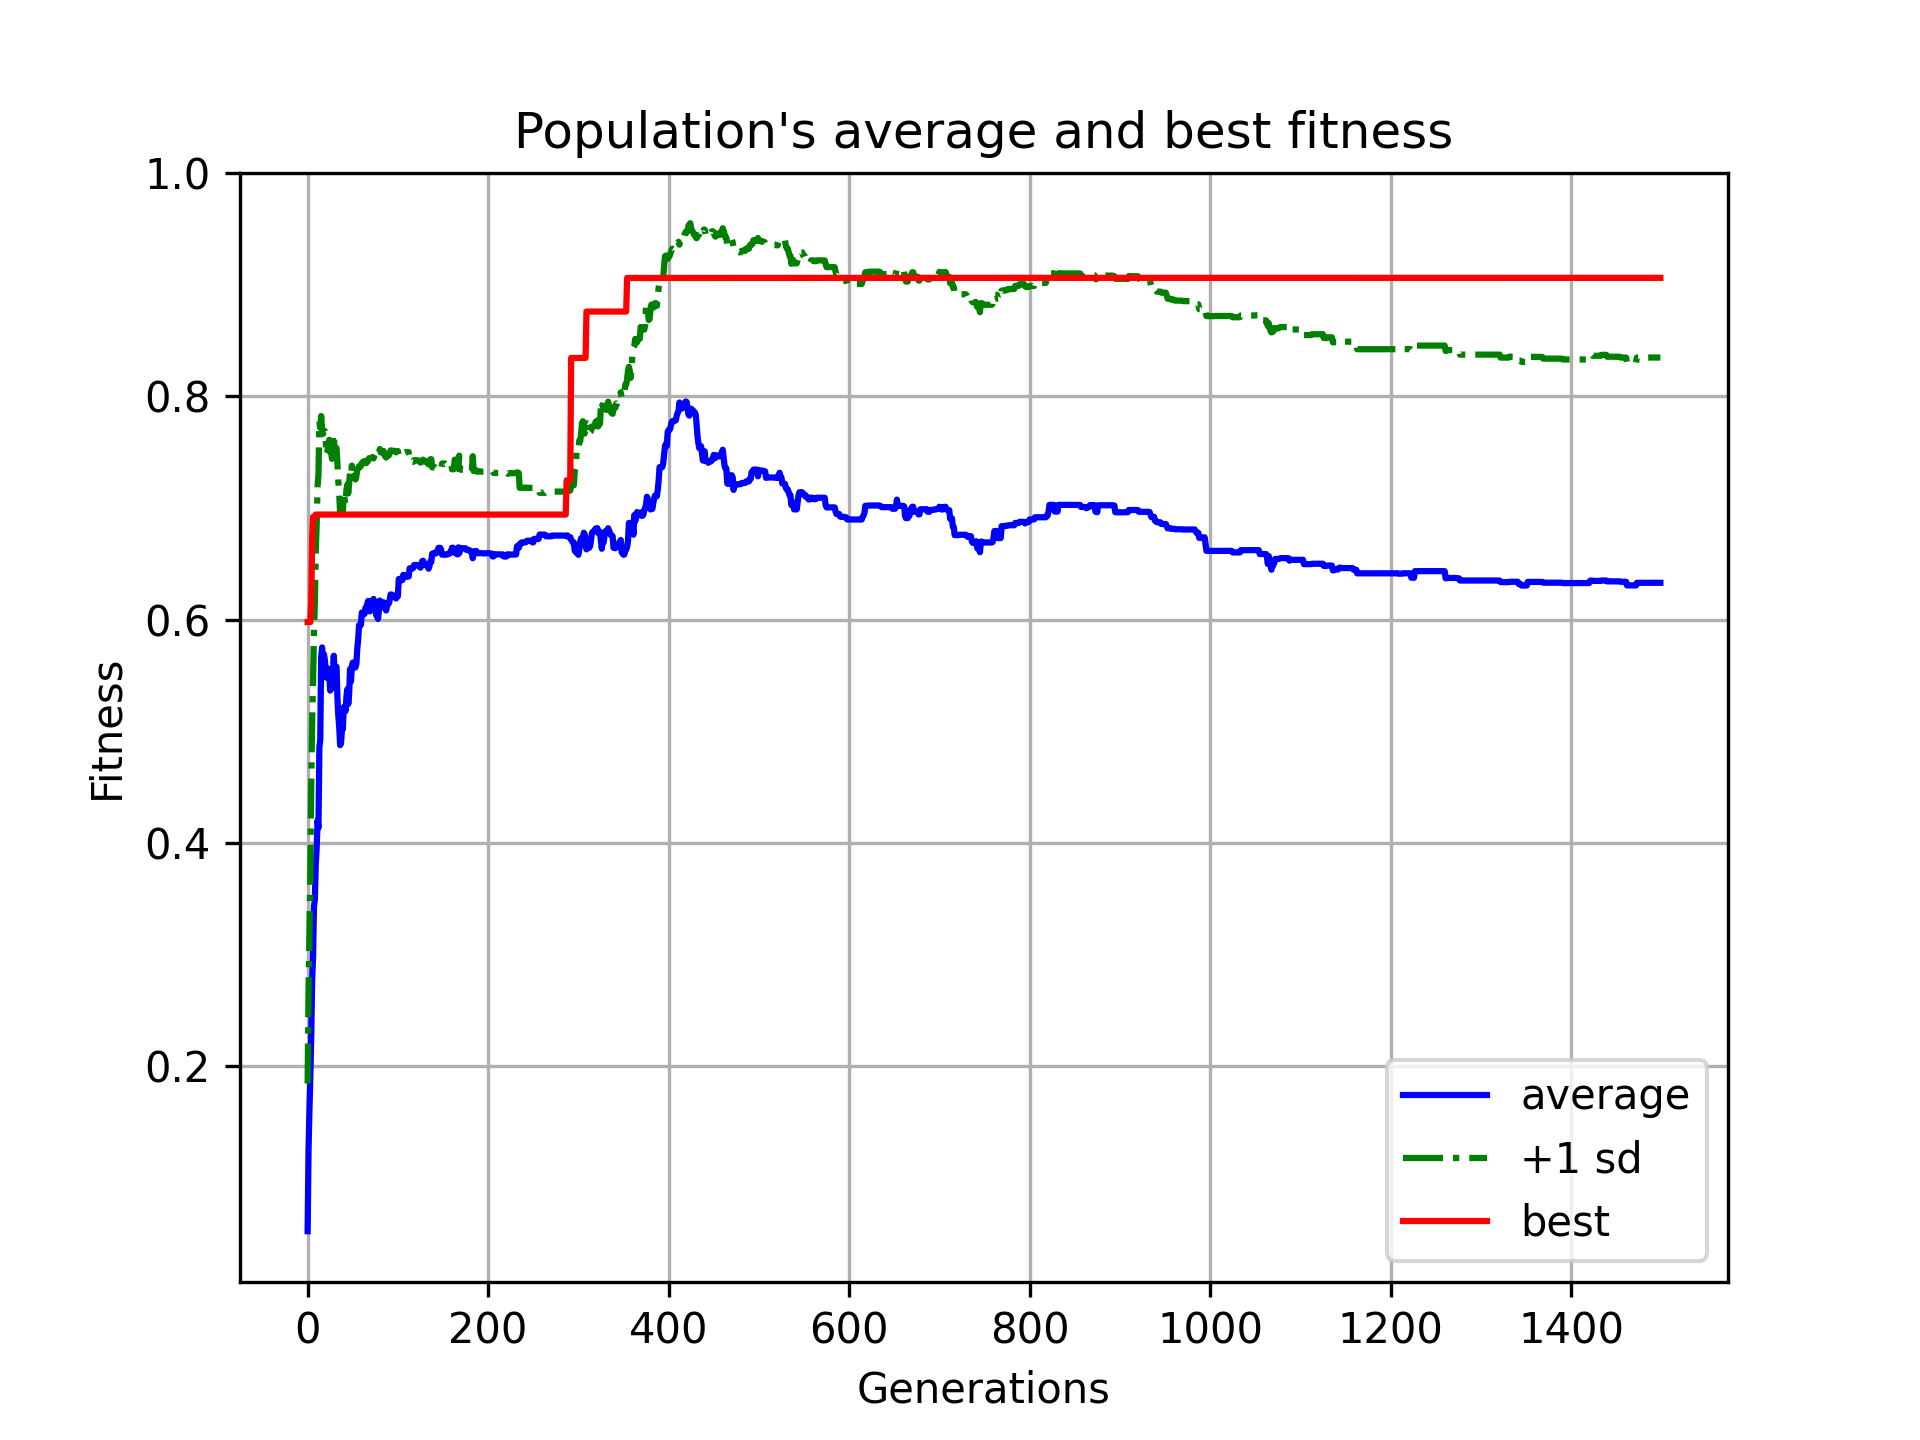 Population's average and best fitness
1.0
0.8
0.6
0.4
0.2
Fitness
0 200 400 600 800 1000 1200 1400
Generations
average
+1 sd
best